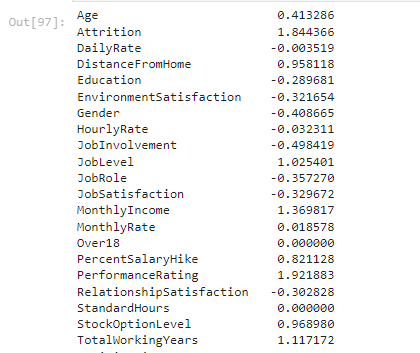 Out[97]: Age 0.413286
Attrition 1.844366
DailyRate -0.003519
DistanceFromHome 0.958118
Education -0.289681
EnvironmentSatisfaction -0.321654
Gender -0.408665
HourlyRate -0.032311
JobInvolvement -0.498419
JobLevel 1.025401
JobRole -0.357270
JobSatisfaction -0.329672
MonthlyIncome 1.369817
MonthlyRate 0.018578
Over18 0.000000
PercentSalaryHike 0.821128
PerformanceRating 1.921883
RelationshipSatisfaction -0.302828
StandardHours 0.000000
StockOptionLevel 0.968980
TotalWorkingYears 1.117172